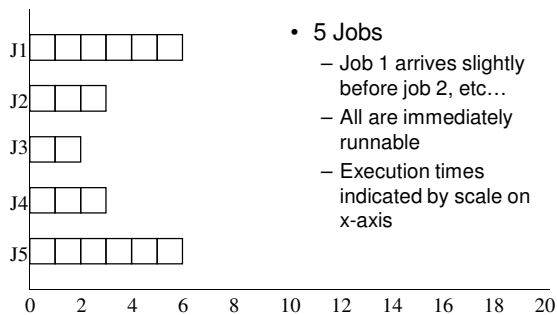 J1
J2
J3
J4
J5
0 2 4 6 8 10 12 14 16 18 20
• 5 Jobs
– Job 1 arrives slightly
before job 2, etc…
– All are immediately
runnable
– Execution times
indicated by scale on
x-axis